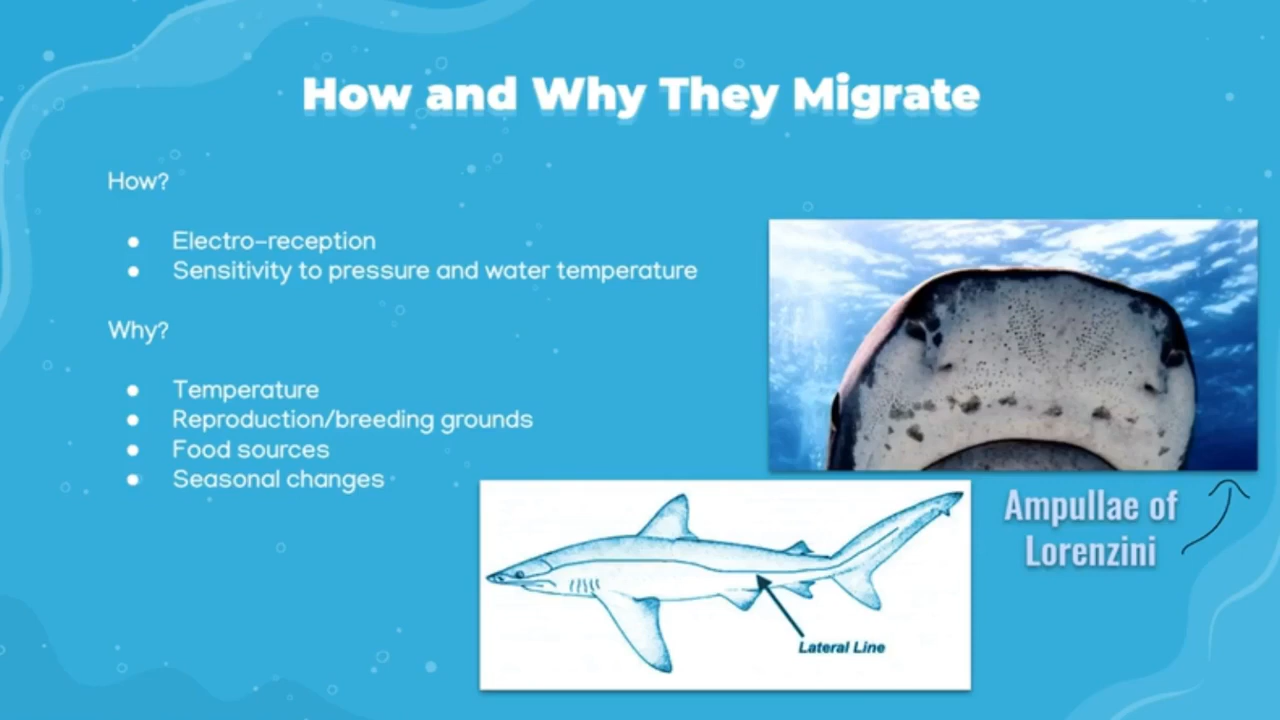 How and Why They Migrate
How?
Electro-reception
Sensitivity to pressure and water temperature
Why?
Temperature
Reproduction/breeding grounds
Food sources
Seasonal changes
Ampullae of
Lorenzini
Lateral Line